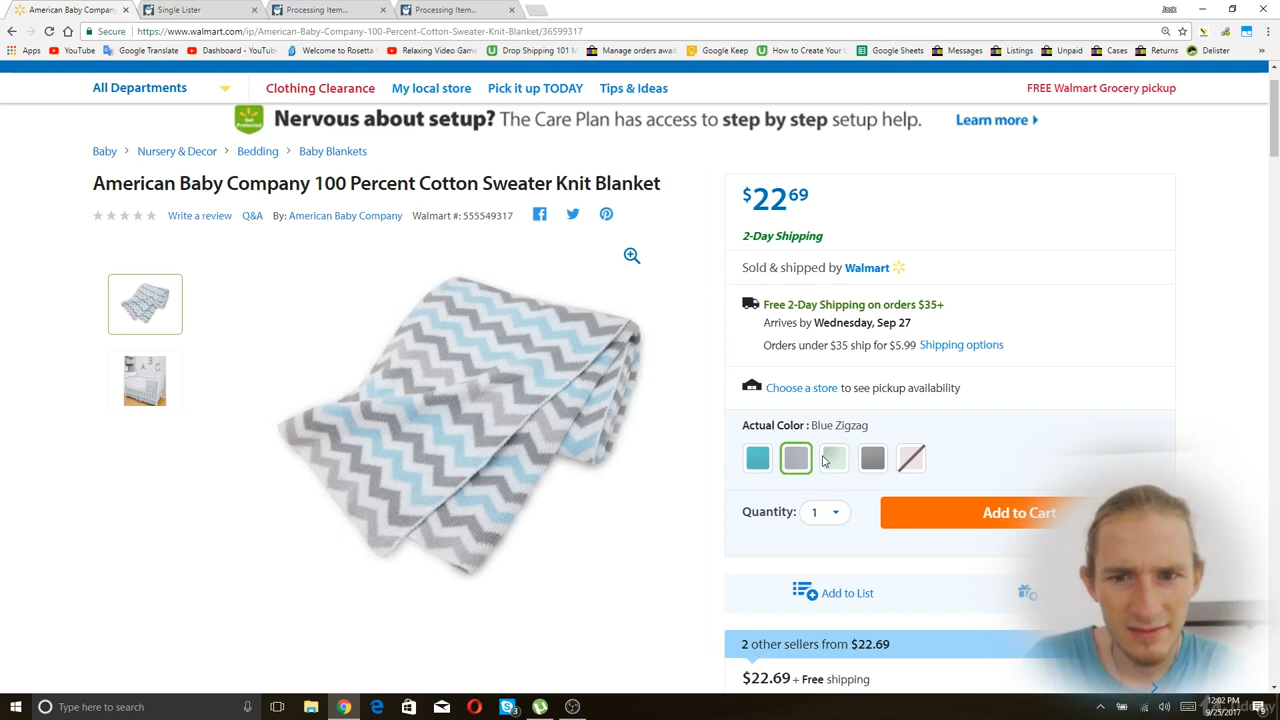 American Baby Compan
Single Lister
Processing Item...
Processing Item...
Secure
https://www.walmart.com/ip/American-Baby-Company-100-Percent-Cotton-Sweater-Knit-Blanket/36599317
Apps
YouTube
Google Translate
Dashboard - YouTu
Welcome to Rosetta
Relaxing Video Game
Drop Shipping 101
Manage orders await
Google Keep
How to Create Your
Google Sheets
Messages
Listings
Unpaid
Cases
Returns
Delister
All Departments
Clothing Clearance
My local store
Pick it up TODAY
Tips & Ideas
FREE Walmart Grocery pickup
Nervous about setup? The Care Plan has access to step by step setup help.
Learn more
Baby > Nursery & Decor > Bedding > Baby Blankets
American Baby Company 100 Percent Cotton Sweater Knit Blanket
Write a review Q&A By: American Baby Company Walmart #: 555549317
$22 69
2-Day Shipping
Sold & shipped by Walmart
Free 2-Day Shipping on orders $35+
Arrives by Wednesday, Sep 27
Orders under $35 ship for $5.99 Shipping options
Choose a store to see pickup availability
Actual Color : Blue Zigzag
Quantity: 1
Add to Cart
Add to List
2 other sellers from $22.69
$22.69 + Free shipping
Type here to search
12:02 PM
9/25/2017